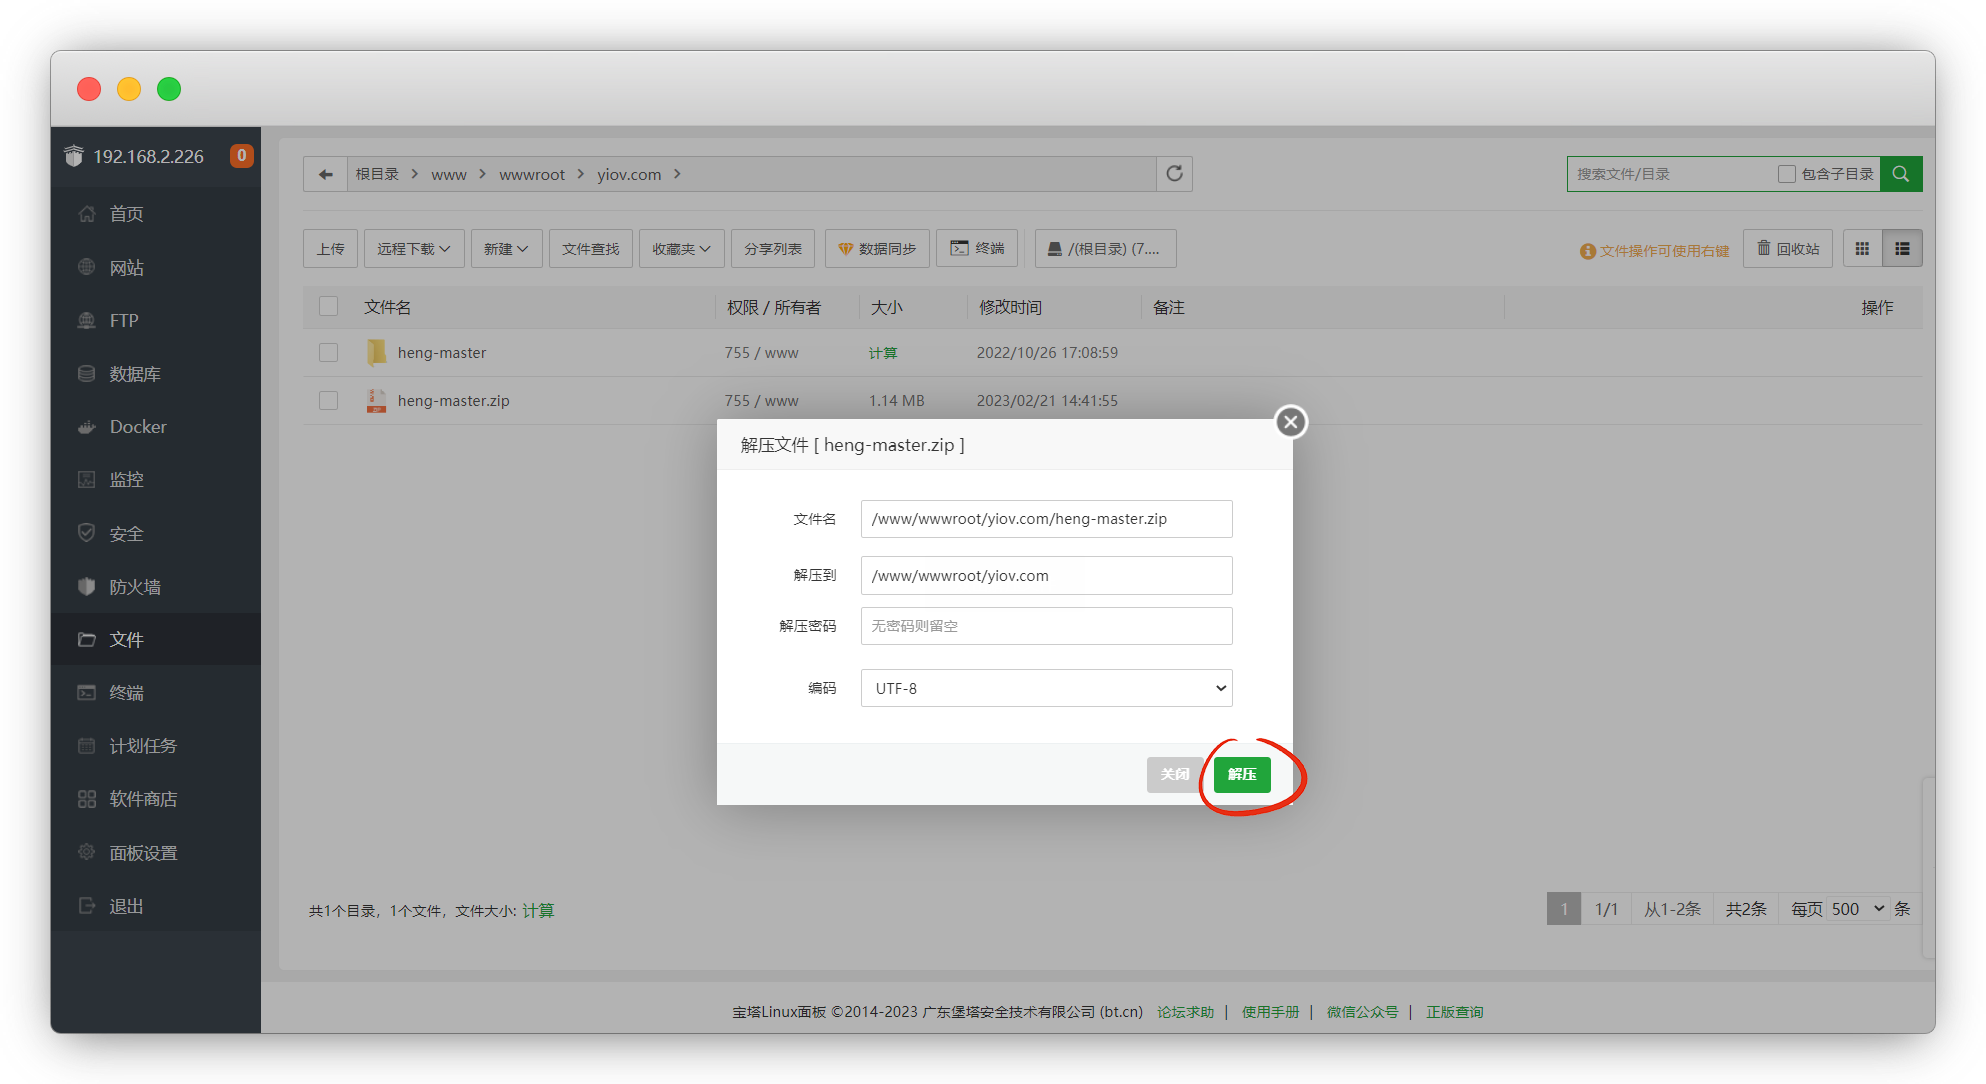 192.168.2.226 0
首页
网站
FTP
数据库
Docker
监控
安全
防火墙
文件
终端
计划任务
软件商店
面板设置
退出
根目录 www wwwroot yiov.com
搜索文件/目录 包含子目录
上传 远程下载 新建 文件查找 收藏夹 分享列表 数据同步 终端 /(根目录) (7....
文件操作可使用右键 回收站
文件名 权限 / 所有者 大小 修改时间 备注 操作
heng-master 755 / www 计算 2022/10/26 17:08:59
heng-master.zip 755 / www 1.14 MB 2023/02/21 14:41:55
解压文件 [ heng-master.zip ]
文件名 /www/wwwroot/yiov.com/heng-master.zip
解压到 /www/wwwroot/yiov.com
解压密码 无密码则留空
编码 UTF-8
关闭 解压
共1个目录，1个文件，文件大小: 计算
1 1/1 从1-2条 共2条 每页 500 条
宝塔Linux面板 ©2014-2023 广东堡塔安全技术有限公司 (bt.cn) 论坛求助 | 使用手册 | 微信公众号 | 正版查询